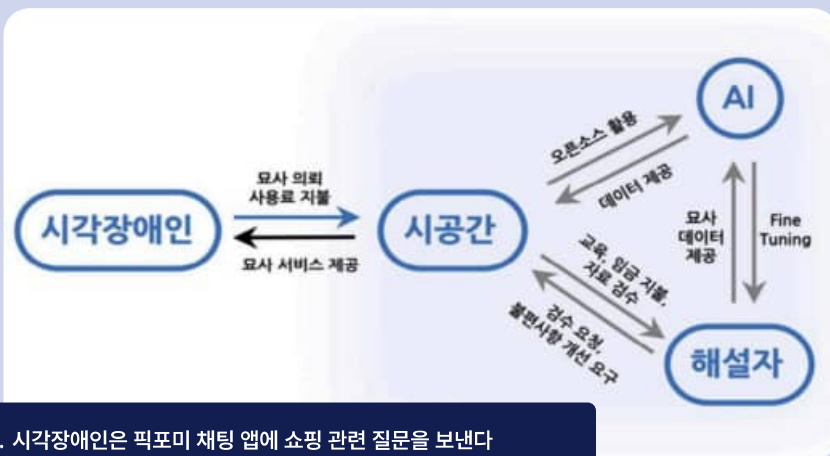 시각장애인
묘사 의뢰
사용료 지불
묘사 서비스 제공
시공간
오픈소스 활용
데이터 제공
AI
묘사
데이터
제공
Fine
Tuning
교육, 임금 지불,
자료 검수
검수 요청,
불편사항 개선 요구
해설자
. 시각장애인은 픽포미 채팅 앱에 쇼핑 관련 질문을 보낸다